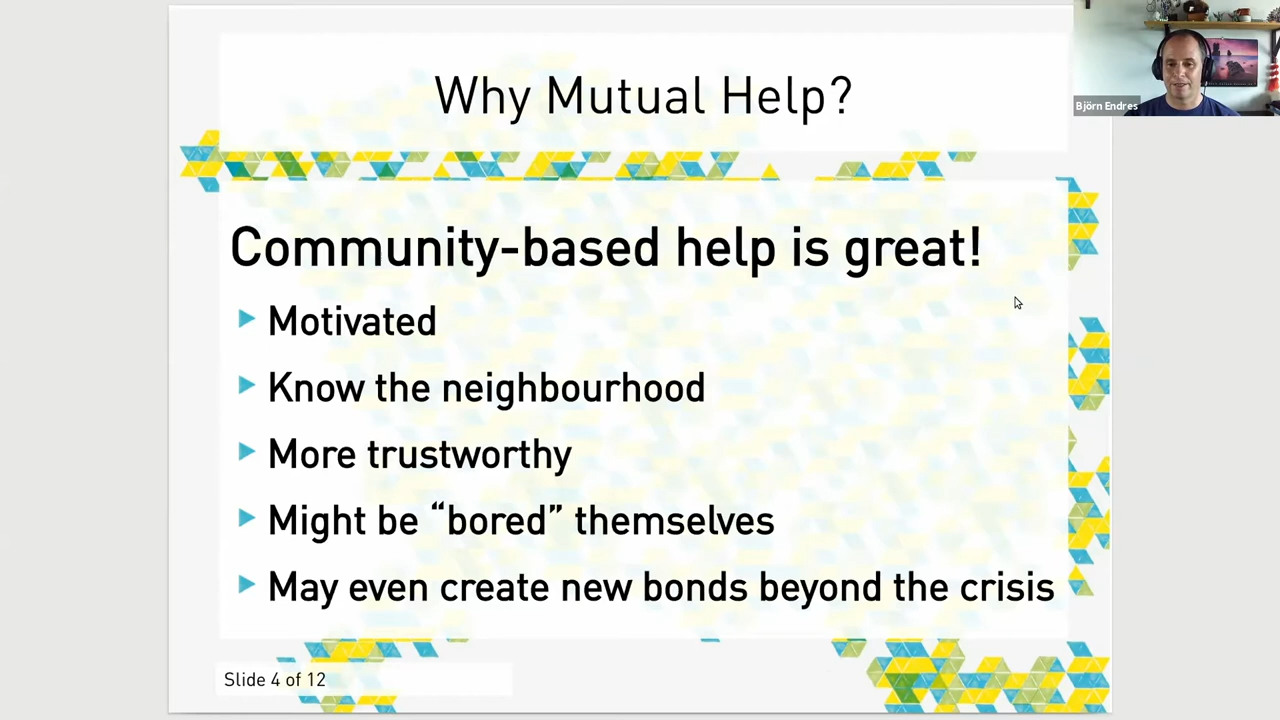 Why Mutual Help?
Björn Endres
Community-based help is great!
Motivated
Know the neighbourhood
More trustworthy
Might be “bored” themselves
May even create new bonds beyond the crisis
Slide 4 of 12